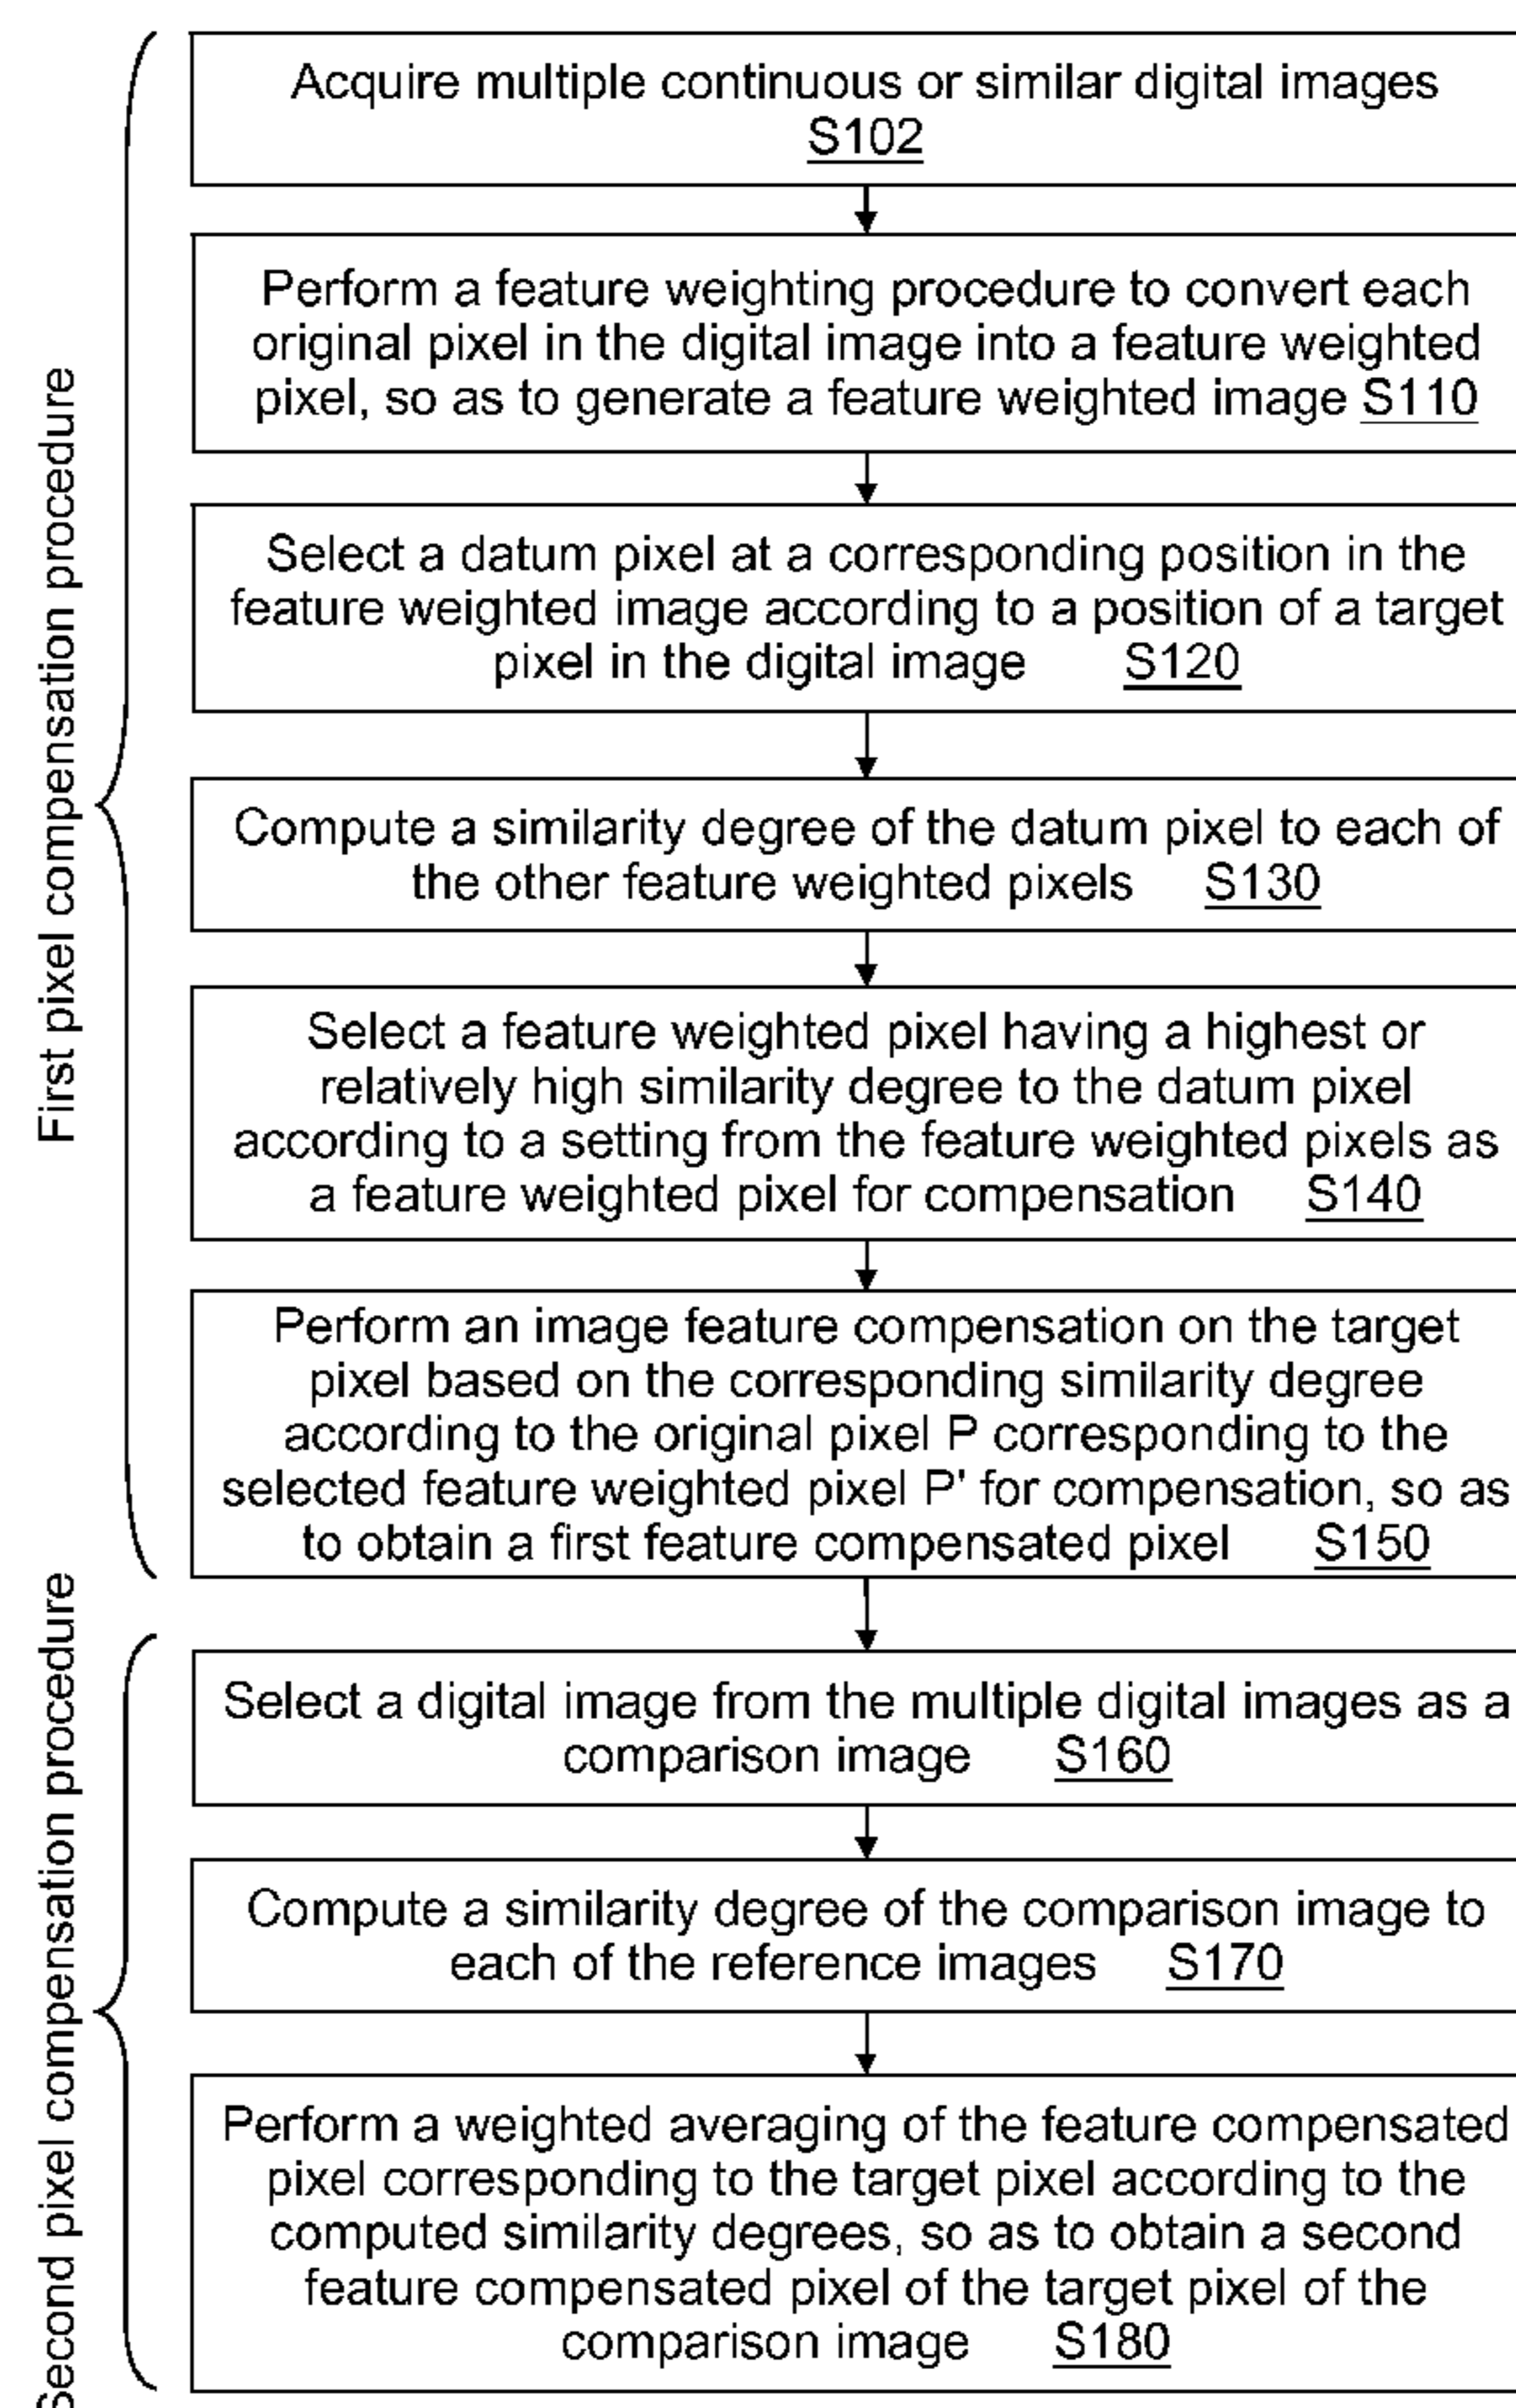 First pixel compensation procedure
Acquire multiple continuous or similar digital images
S102
Perform a feature weighting procedure to convert each
original pixel in the digital image into a feature weighted
pixel, so as to generate a feature weighted image S110
Select a datum pixel at a corresponding position in the
feature weighted image according to a position of a target
pixel in the digital image S120
Compute a similarity degree of the datum pixel to each of
the other feature weighted pixels S130
Select a feature weighted pixel having a highest or
relatively high similarity degree to the datum pixel
according to a setting from the feature weighted pixels as
a feature weighted pixel for compensation S140
Perform an image feature compensation on the target
pixel based on the corresponding similarity degree
according to the original pixel P corresponding to the
selected feature weighted pixel P' for compensation, so as
to obtain a first feature compensated pixel S150
Second pixel compensation procedure
Select a digital image from the multiple digital images as a
comparison image S160
Compute a similarity degree of the comparison image to
each of the reference images S170
Perform a weighted averaging of the feature compensated
pixel corresponding to the target pixel according to the
computed similarity degrees, so as to obtain a second
feature compensated pixel of the target pixel of the
comparison image S180